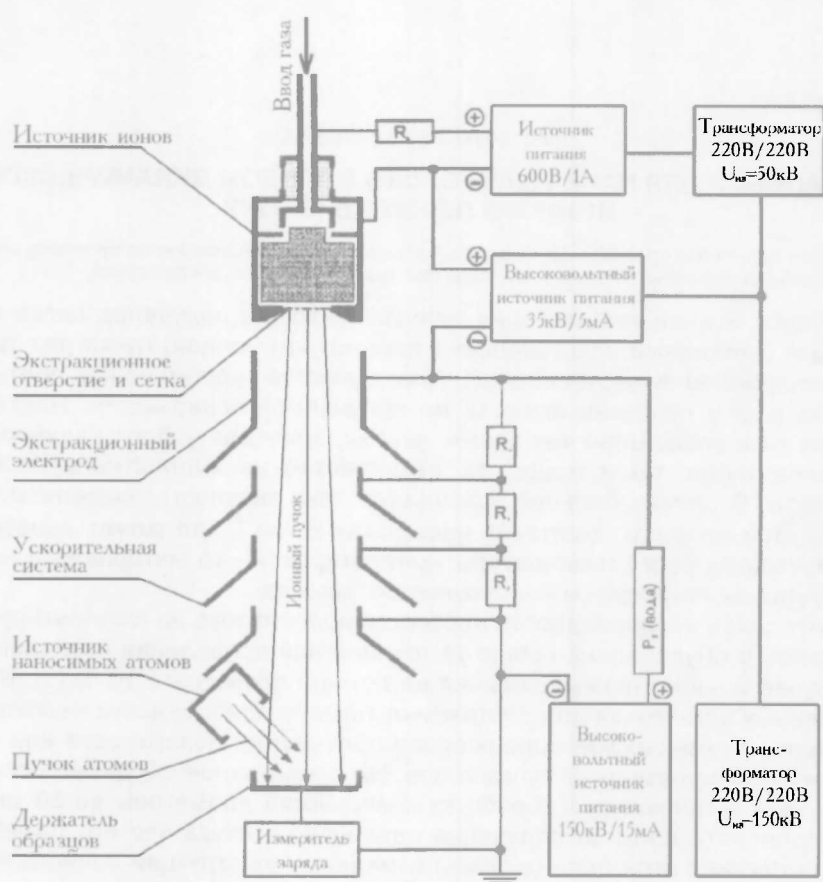 Ввод газа
Источник ионов
Экстракционное
отверстие и сетка
Экстракционный
электрод
Ускорительная
система
Источник
наносимых атомов
Пучок атомов
Держатель
образцов
Ионный пучок
Измеритель
заряда
Источник
питания
600В/1А
Трансформатор
220В/220В
=50кВ
Высоковольтный
источник питания
35кВ/5мА
R
R
R
R
(вода)
Высоко-
вольтный
источник
питания
150кВ/15мА
Транс-
форматор
220В/220В
150кВ